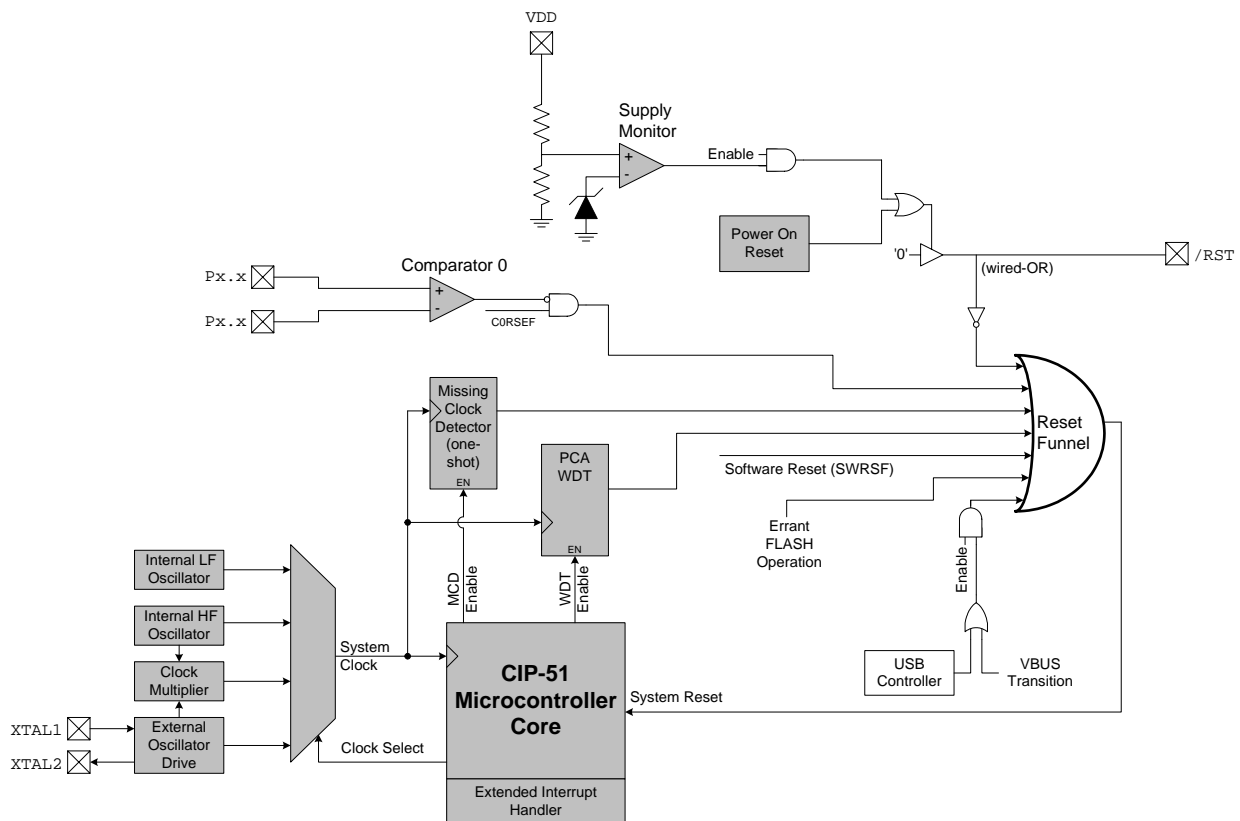 VDD
Supply
Monitor
+
-
Enable
Power On
Reset
'0'
(wired-OR)
/RST
Px.x
Px.x
Comparator 0
+
-
C0RSEF
Missing
Clock
Detector
(one-
shot)
EN
PCA
WDT
EN
Reset
Funnel
Software Reset (SWRSF)
Errant
FLASH
Operation
Enable
USB
Controller
VBUS
Transition
Internal LF
Oscillator
Internal HF
Oscillator
Clock
Multiplier
External
Oscillator
Drive
XTAL1
XTAL2
System
Clock
Clock Select
MCD
Enable
WDT
Enable
CIP-51
Microcontroller
Core
System Reset
Extended Interrupt
Handler